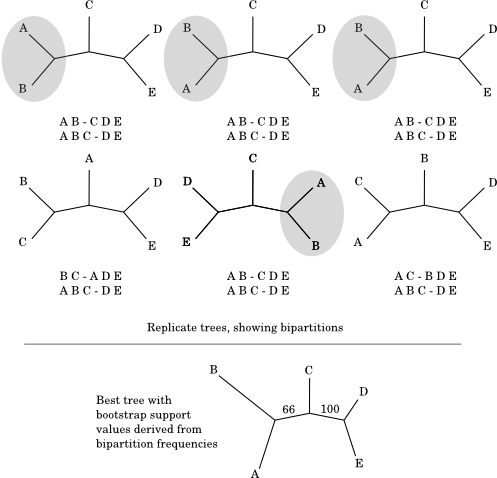 C C C
A D B D B D
B E A E A E
A B - C D E A B - C D E A B - C D E
A B C - D E A B C - D E A B C - D E
A C B
B D D A C D
C E E B A E
B C - A D E A B - C D E A C - B D E
A B C - D E A B C - D E A B C - D E
Replicate trees, showing bipartitions
B C
D
Best tree with
bootstrap support
values derived from
bipartition frequencies
66 100
E
A